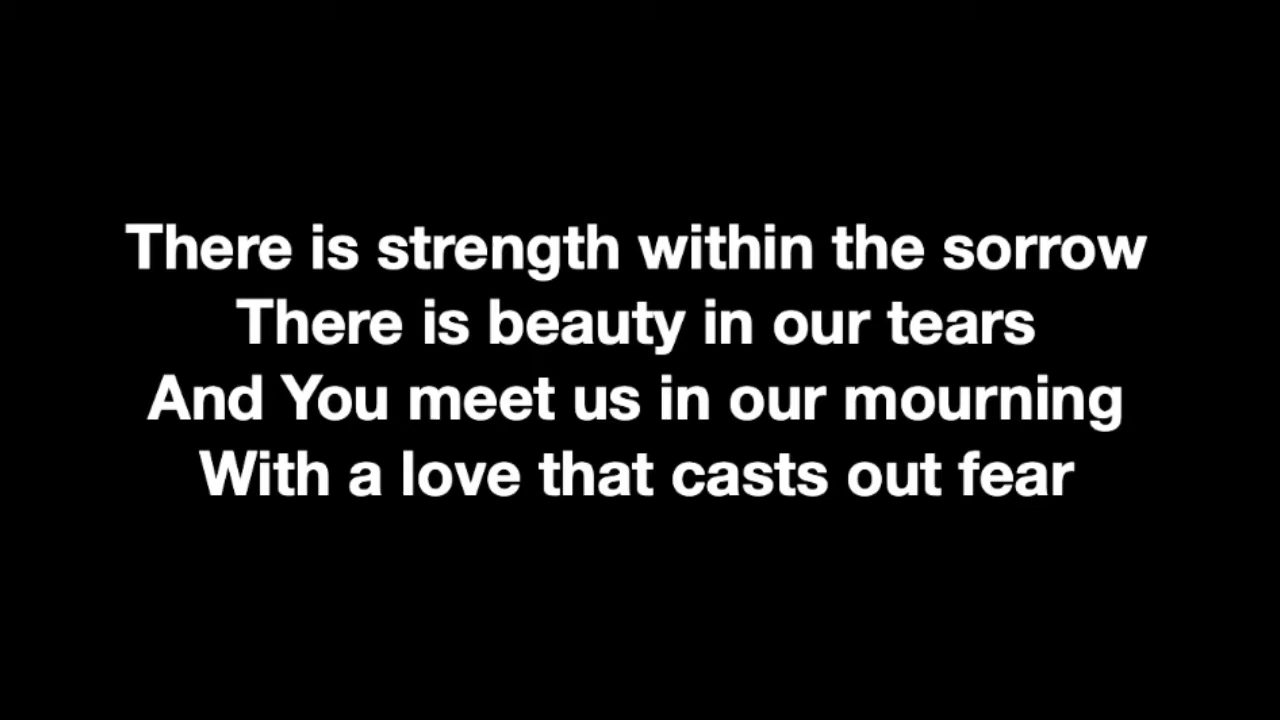 There is strength within the sorrow
There is beauty in our tears
And You meet us in our mourning
With a love that casts out fear